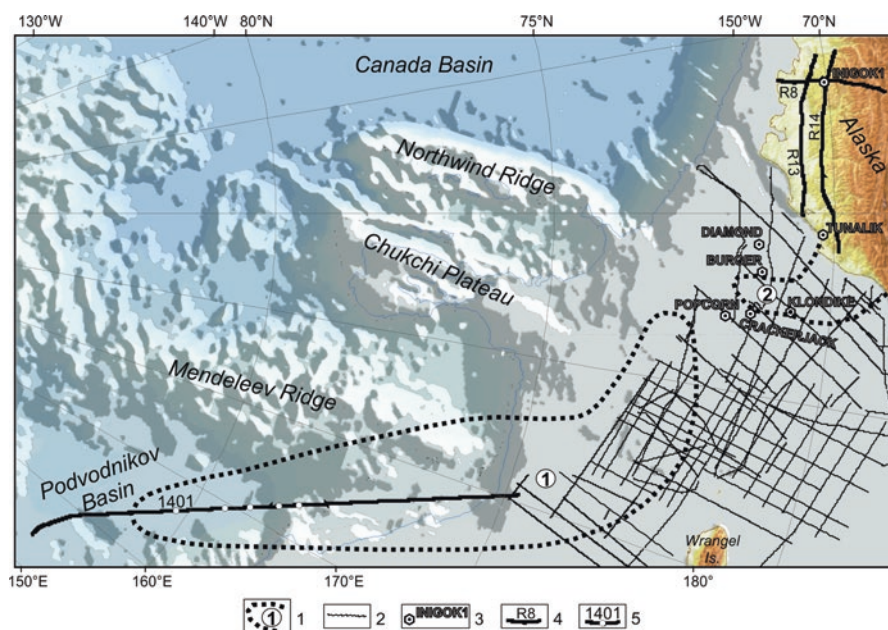 130°W 140°W 80°N 75°N 150°W 70°N
Canada Basin
INIGOK1
R8
R14
R13
Alaska
Northwind Ridge
Chukchi Plateau
DIAMOND
TUNALIK
BURGER
2
POPCORN
KLONDIKE
CRACKERJACK
Mendeleev Ridge
Podvodnikov
Basin
1401
1
Wrangel
Is.
150°E 160°E 170°E 180°
1 1 2 INIGOK1 3 R8 4 1401 5